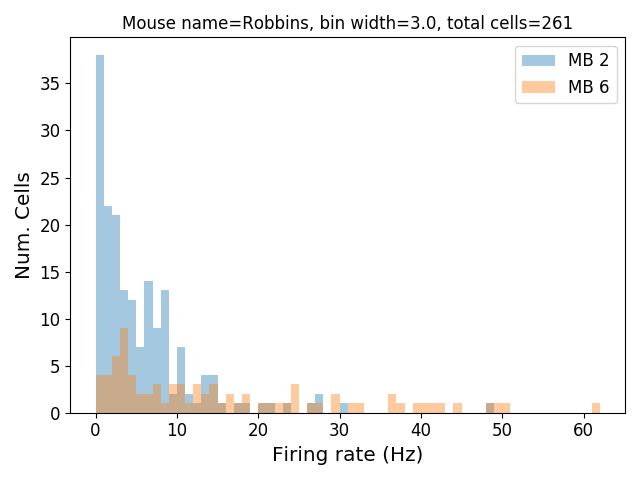 Mouse name=Robbins, bin width=3.0, total cells=261
MB 2
MB 6
Num. Cells
35
30
25
20
15
10
5
0
0 10 20 30 40 50 60
Firing rate (Hz)